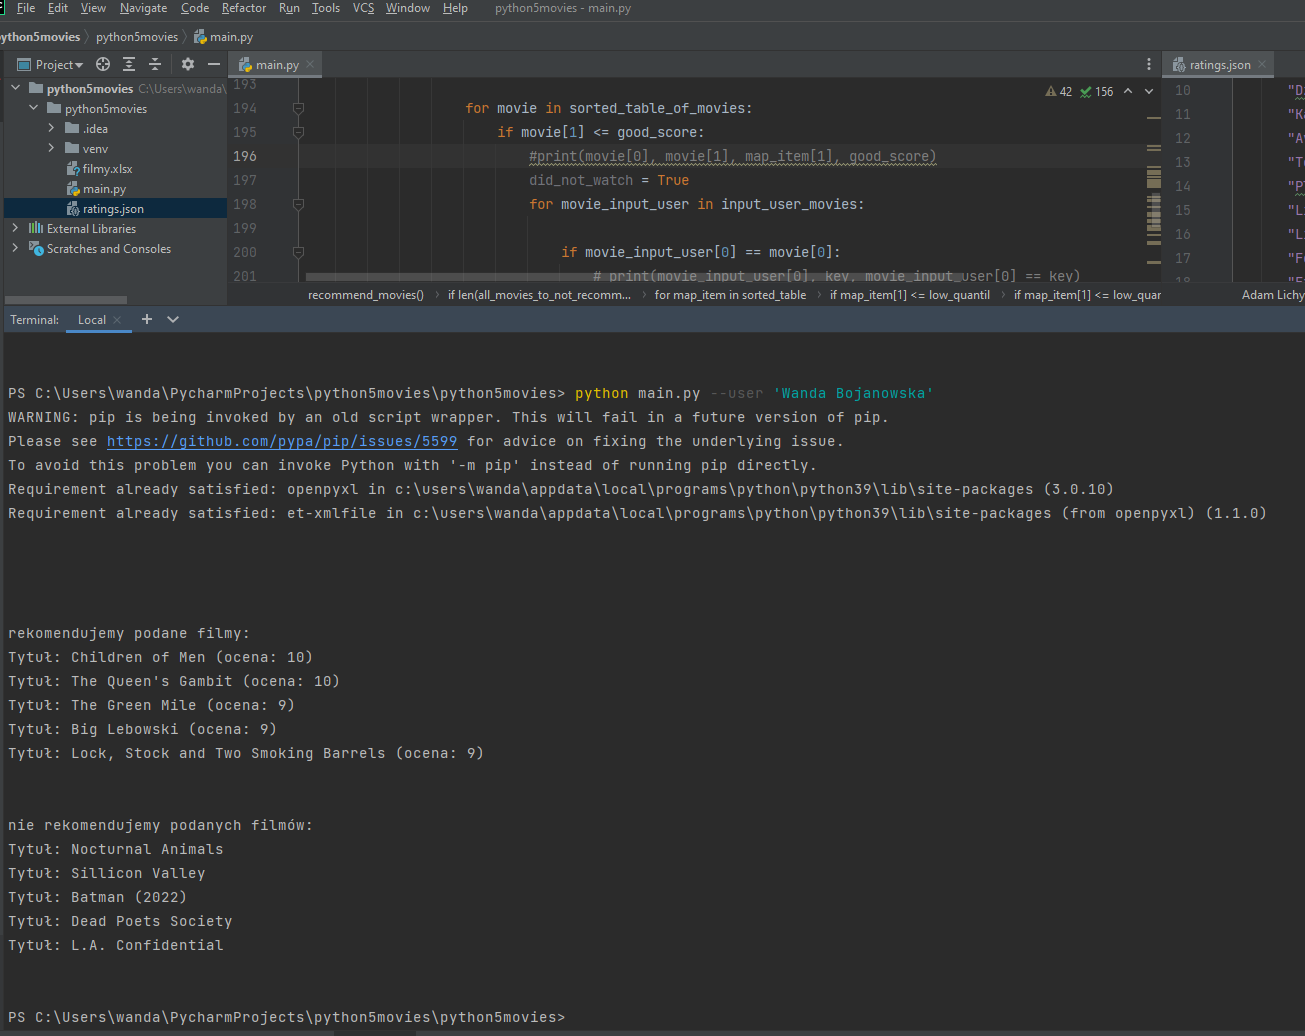 File Edit View Navigate Code Refactor Run Tools VCS Window Help python5movies - main.py
python5movies python5movies main.py
Project main.py ratings.json
python5movies C:\Users\wanda\
python5movies
.idea
venv
filmy.xlsx
main.py
ratings.json
External Libraries
Scratches and Consoles
42 156
193
194 for movie in sorted_table_of_movies:
195 if movie[1] <= good_score:
196 #print(movie[0], movie[1], map_item[1], good_score)
197 did_not_watch = True
198 for movie_input_user in input_user_movies:
199
200 if movie_input_user[0] == movie[0]:
201 # print(movie_input_user[0], key, movie_input_user[0] == key)
recommend_movies() if len(all_movies_to_not_recomm... for map_item in sorted_table if map_item[1] <= low_quantil if map_item[1] <= low_quar
10 "D
11 "K
12 "A
13 "T
14 "P
15 "L
16 "L
17 "F
18
Adam Lichy
Terminal: Local
PS C:\Users\wanda\PycharmProjects\python5movies\python5movies> python main.py --user 'Wanda Bojanowska'
WARNING: pip is being invoked by an old script wrapper. This will fail in a future version of pip.
Please see https://github.com/pypa/pip/issues/5599 for advice on fixing the underlying issue.
To avoid this problem you can invoke Python with '-m pip' instead of running pip directly.
Requirement already satisfied: openpyxl in c:\users\wanda\appdata\local\programs\python\python39\lib\site-packages (3.0.10)
Requirement already satisfied: et-xmlfile in c:\users\wanda\appdata\local\programs\python\python39\lib\site-packages (from openpyxl) (1.1.0)
rekomendujemy podane filmy:
Tytuł: Children of Men (ocena: 10)
Tytuł: The Queen's Gambit (ocena: 10)
Tytuł: The Green Mile (ocena: 9)
Tytuł: Big Lebowski (ocena: 9)
Tytuł: Lock, Stock and Two Smoking Barrels (ocena: 9)
nie rekomendujemy podanych filmów:
Tytuł: Nocturnal Animals
Tytuł: Sillicon Valley
Tytuł: Batman (2022)
Tytuł: Dead Poets Society
Tytuł: L.A. Confidential
PS C:\Users\wanda\PycharmProjects\python5movies\python5movies>